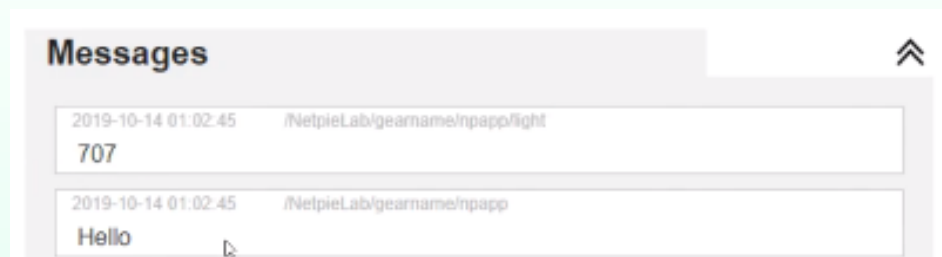 Messages
2019-10-14 01:02:45 /NetpieLab/gearname/npapp/light
707
2019-10-14 01:02:45 /NetpieLab/gearname/npapp
Hello